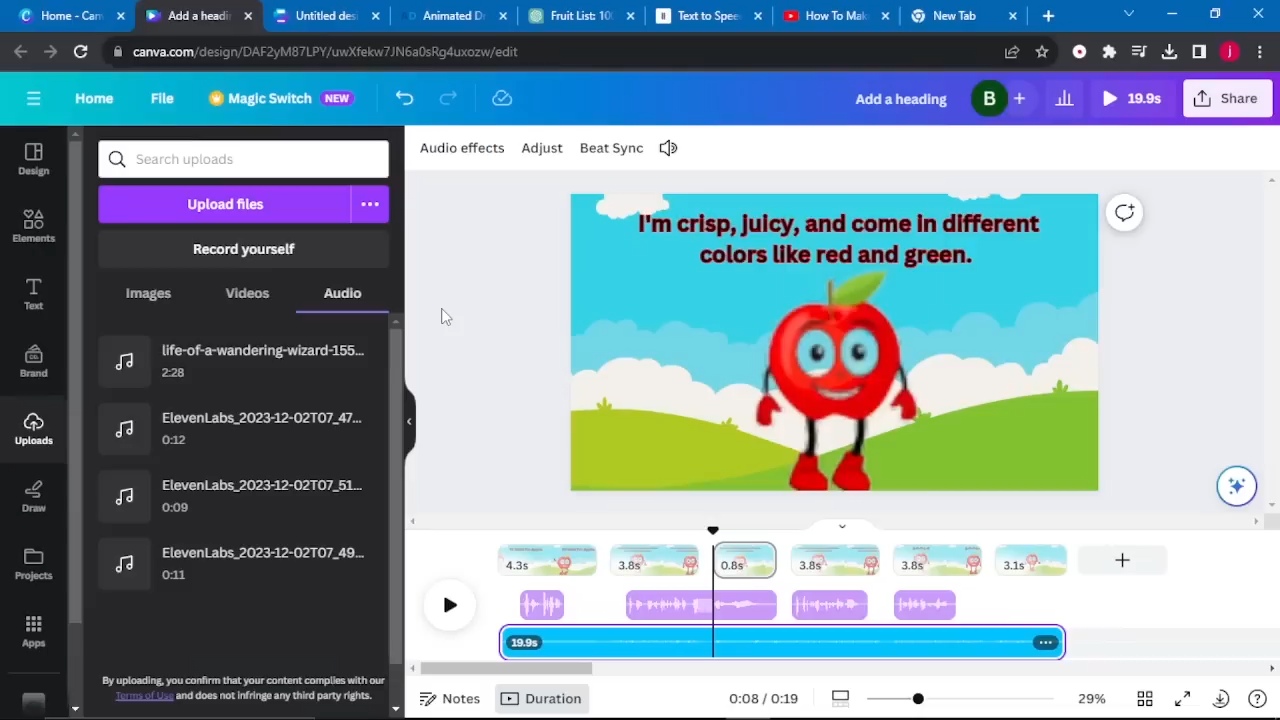 Home - Canva
Add a headin
Untitled desi
Animated Dr
Fruit List: 100
Text to Spee
How To Make
New Tab
canva.com/design/DAF2yM87LPY/uwXfekw7JN6a0sRg4uxozw/edit
j
Home
File
Magic Switch
NEW
Add a heading
B
19.9s
Share
Design
Elements
Text
Brand
Uploads
Draw
Projects
Apps
Search uploads
Upload files
Record yourself
Images
Videos
Audio
life-of-a-wandering-wizard-155...
2:28
ElevenLabs_2023-12-02T07_47...
0:12
ElevenLabs_2023-12-02T07_51...
0:09
ElevenLabs_2023-12-02T07_49...
0:11
By uploading, you confirm that your content complies with our
Terms of Use and does not infringe any third party rights.
Audio effects
Adjust
Beat Sync
I'm crisp, juicy, and come in different
colors like red and green.
4.3s
3.8s
0.8s
3.8s
3.8s
3.1s
19.9s
Notes
Duration
0:08 / 0:19
29%